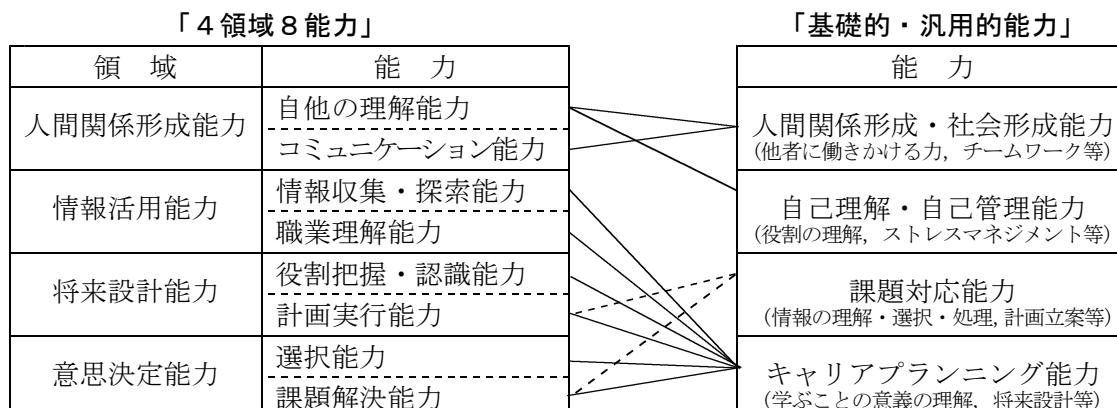 「４領域８能力」
領　域
能　力
人間関係形成能力
自他の理解能力
コミュニケーション能力
情報活用能力
情報収集・探索能力
職業理解能力
将来設計能力
役割把握・認識能力
計画実行能力
意思決定能力
選択能力
課題解決能力
「基礎的・汎用的能力」
能　力
人間関係形成・社会形成能力
(他者に働きかける力，チームワーク等)
自己理解・自己管理能力
(役割の理解，ストレスマネジメント等)
課題対応能力
(情報の理解・選択・処理，計画立案等)
キャリアプランニング能力
(学ぶことの意義の理解，将来設計等)